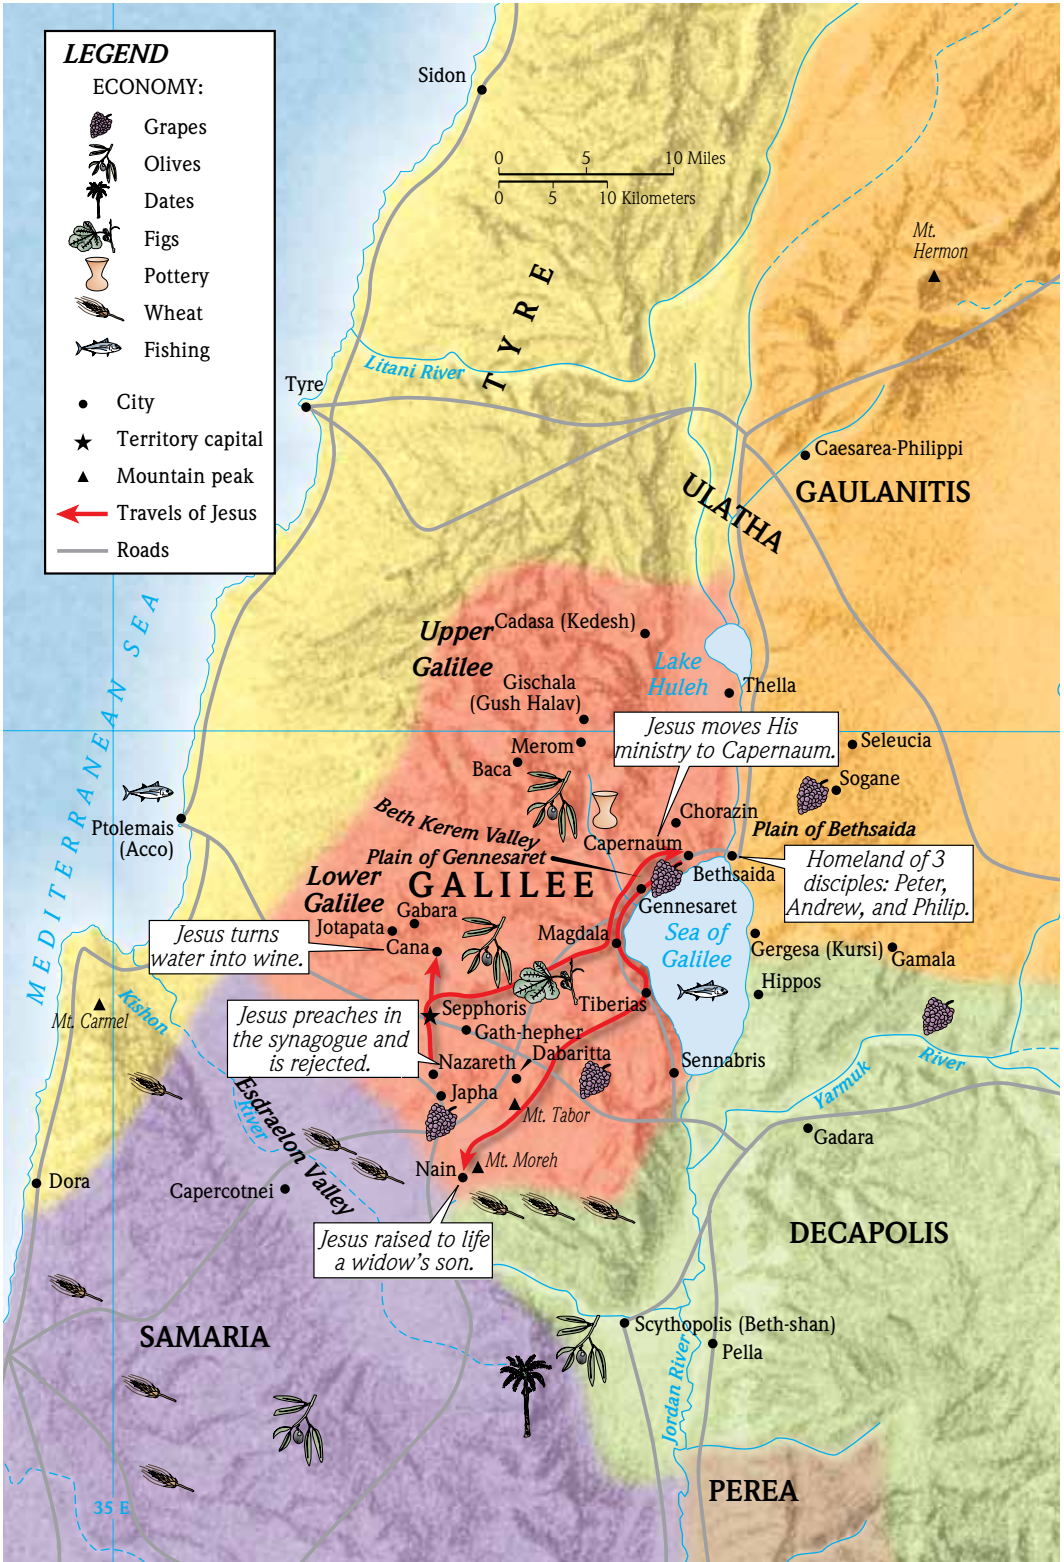 LEGEND
ECONOMY:
Grapes
Olives
Dates
Figs
Pottery
Wheat
Fishing
City
Territory capital
Mountain peak
Travels of Jesus
Roads
Sidon
0 5 10 Miles
0 5 10 Kilometers
Mt.
Hermon
TYRE
Litani River
Tyre
Caesarea-Philippi
GAULANITIS
ULATHA
MEDITERRANEAN SEA
Upper
Galilee
Cadasa (Kedesh)
Lake
Huleh
Thella
Gischala
(Gush Halav)
Jesus moves His
ministry to Capernaum.
Merom
Baca
Seleucia
Sogane
Chorazin
Plain of Bethsaida
Ptolemais
(Acco)
Beth Kerem Valley
Capernaum
Plain of Gennesaret
Bethsaida
Homeland of 3
disciples: Peter,
Andrew, and Philip.
Lower
Galilee
GALILEE
Gennesaret
Gabara
Jotapata
Jesus turns
water into wine.
Cana
Magdala
Sea of
Galilee
Gergesa (Kursi)
Gamala
Hippos
Kishon
River
Mt. Carmel
Sepphoris
Tiberias
Jesus preaches in
the synagogue and
is rejected.
Gath-hepher
Dabaritta
Nazareth
Sennabris
Yarmuk
River
Japha
Mt. Tabor
Gadara
Esdraelon Valley
Nain
Mt. Moreh
Dora
Capercotnei
Jesus raised to life
a widow's son.
DECAPOLIS
SAMARIA
Scythopolis (Beth-shan)
Pella
Jordan River
PEREA
35 E